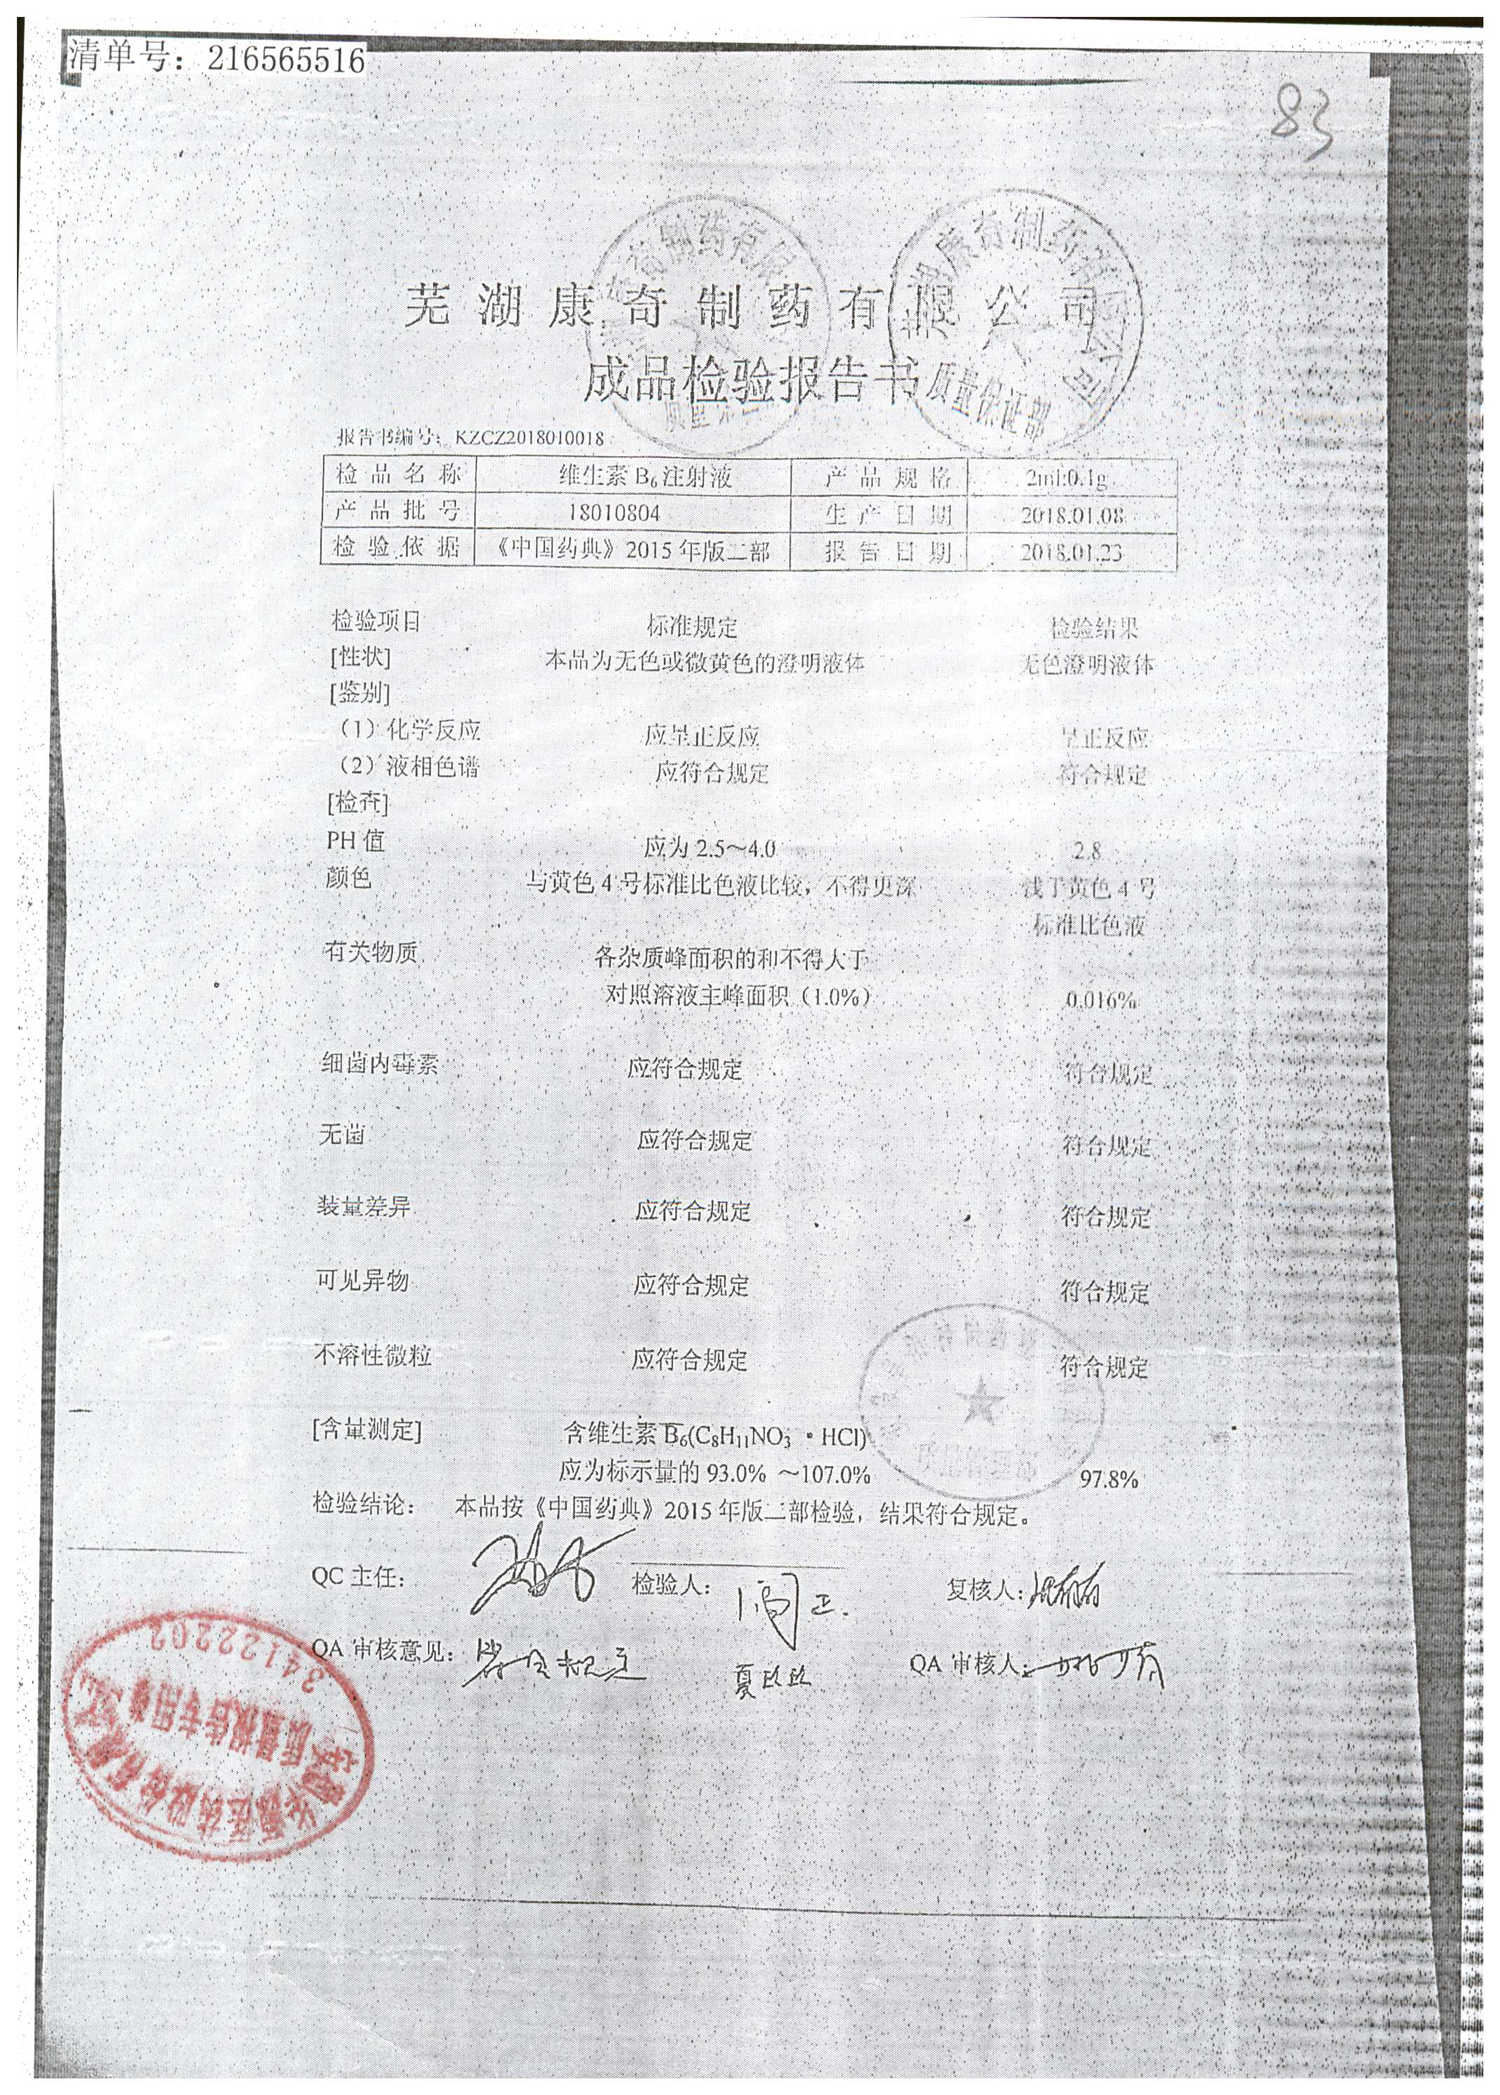 清单号：216565516
83
芜湖康奇制药有限公司
成品检验报告书
质量保证部
报告书编号：KZCZ2018010018
检品名称 维生素B₆注射液 产品规格 2ml:0.1g
产品批号 18010804 生产日期 2018.01.08
检验依据 《中国药典》2015年版二部 报告日期 2018.01.23
检验项目 标准规定 检验结果
[性状] 本品为无色或微黄色的澄明液体 无色澄明液体
[鉴别]
（1）化学反应 应呈正反应 呈正反应
（2）液相色谱 应符合规定 符合规定
[检查]
PH值 应为2.5～4.0 2.8
颜色 与黄色4号标准比色液比较，不得更深 浅于黄色4号
标准比色液
有关物质 各杂质峰面积的和不得大于
对照溶液主峰面积（1.0%） 0.016%
细菌内毒素 应符合规定 符合规定
无菌 应符合规定 符合规定
装量差异 应符合规定 符合规定
可见异物 应符合规定 符合规定
不溶性微粒 应符合规定 符合规定
[含量测定] 含维生素B₆(C₈H₁₁NO₃・HCl)
应为标示量的93.0%～107.0% 97.8%
检验结论： 本品按《中国药典》2015年版二部检验，结果符合规定。
QC主任： 检验人： 复核人：
QA审核意见： QA审核人：
质量报告专用章